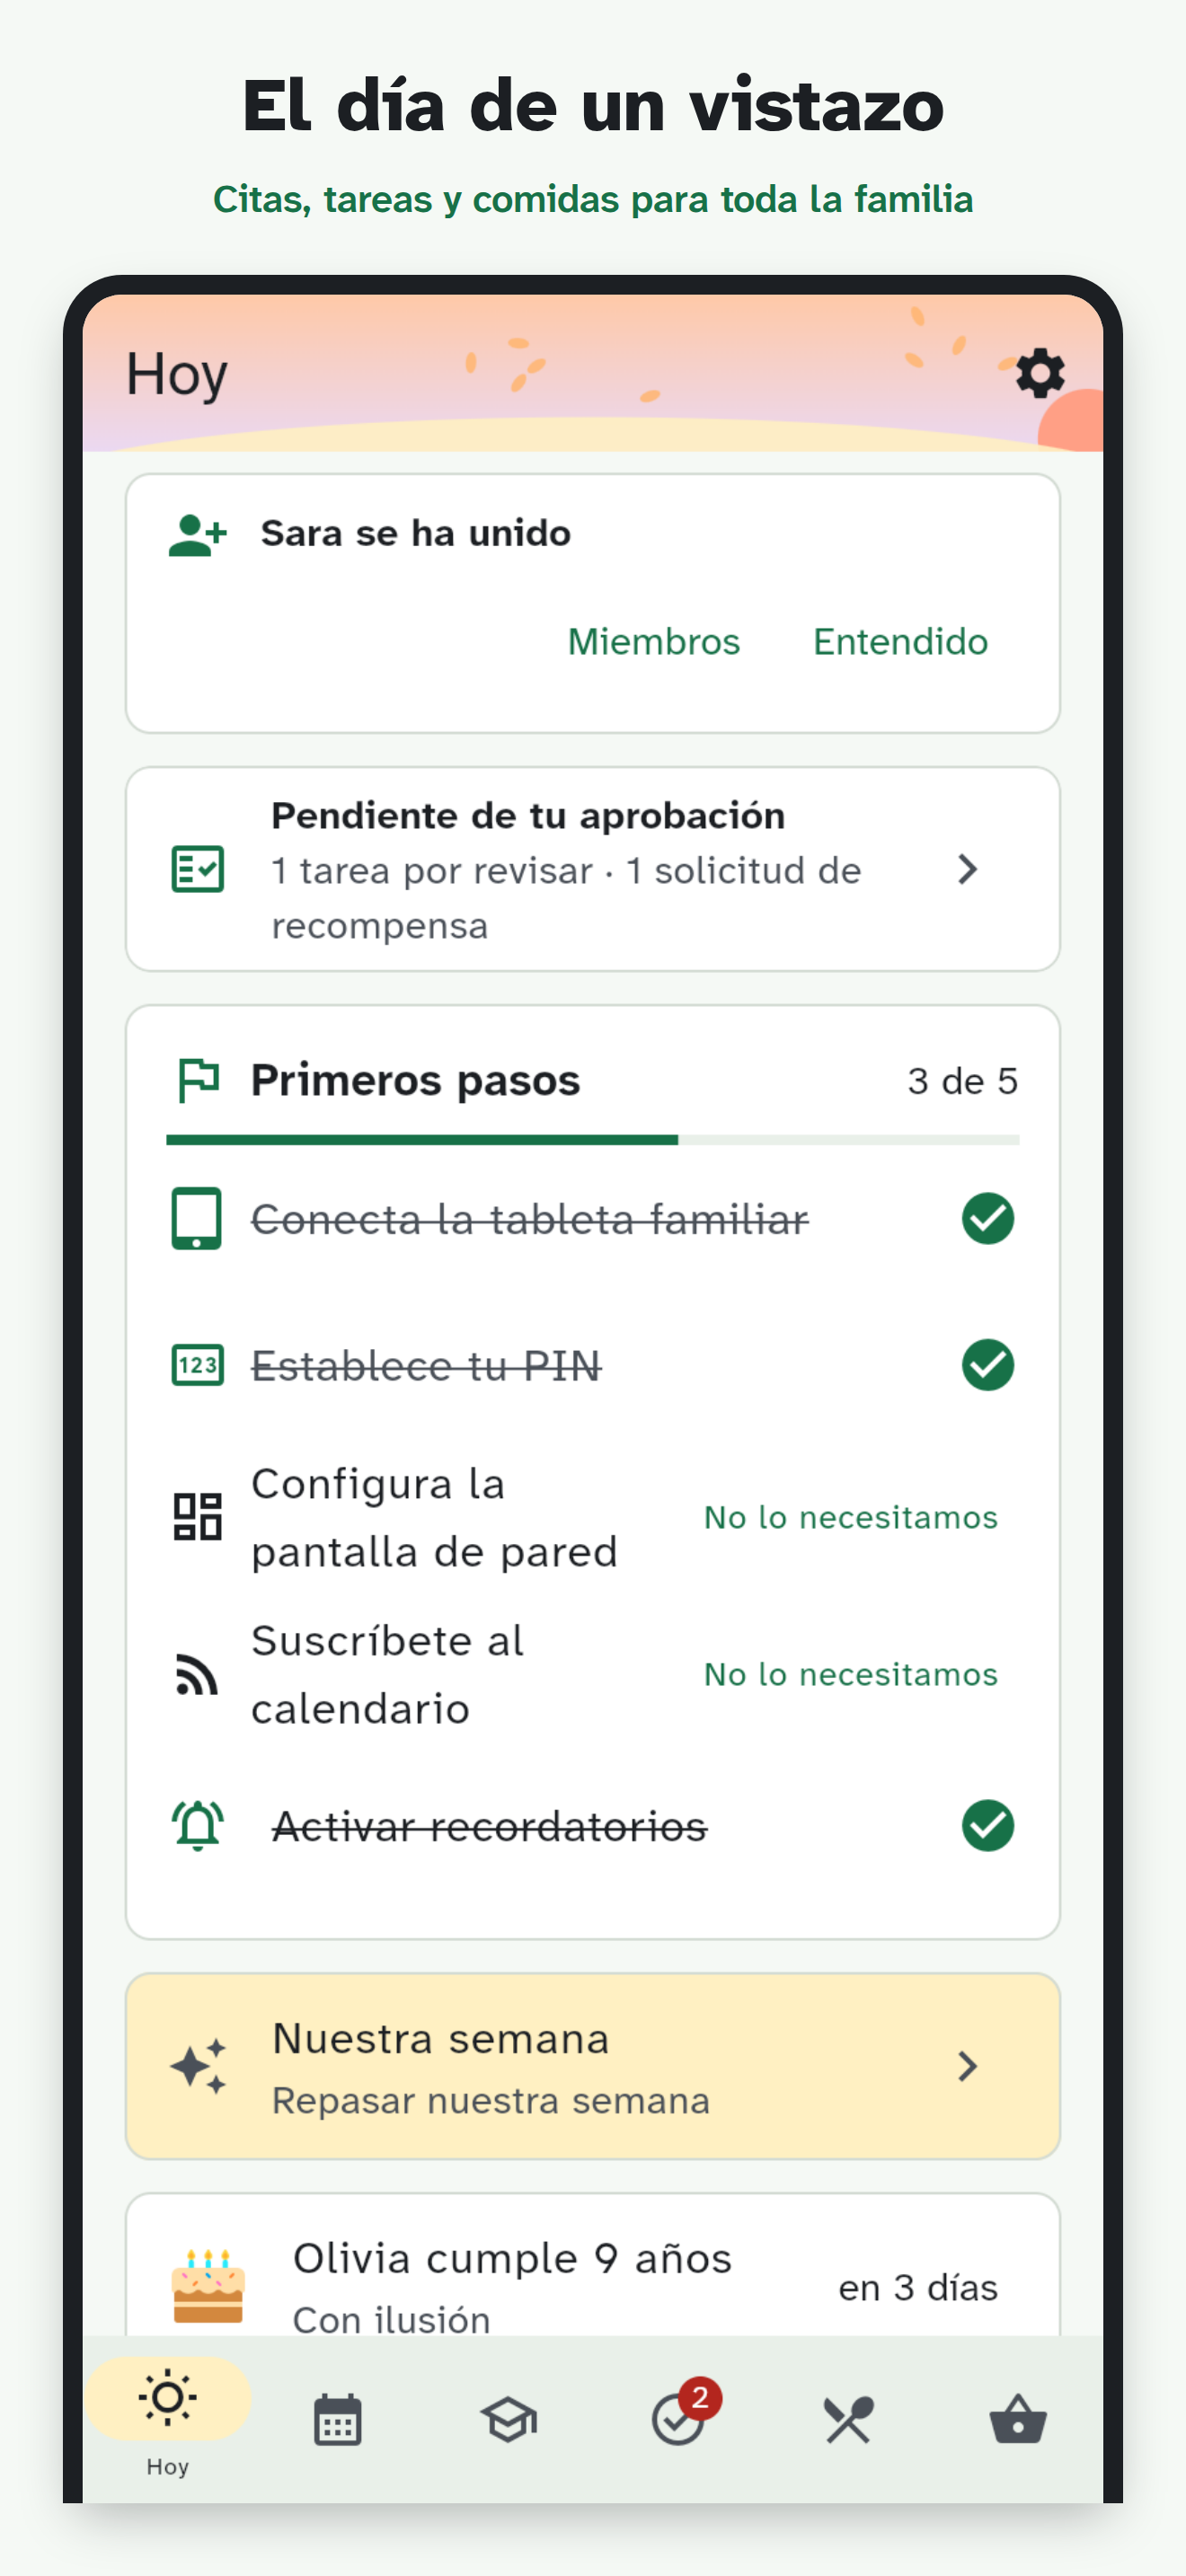 El día de un vistazo
Citas, tareas y comidas para toda la familia
Hoy
Sara se ha unido
Miembros Entendido
Pendiente de tu aprobación
1 tarea por revisar · 1 solicitud de
recompensa
Primeros pasos 3 de 5
Conecta la tableta familiar
123 Establece tu PIN
Configura la
pantalla de pared
No lo necesitamos
Suscríbete al
calendario
No lo necesitamos
Activar recordatorios
Nuestra semana
Repasar nuestra semana
Olivia cumple 9 años
Con ilusión
en 3 días
2
Hoy